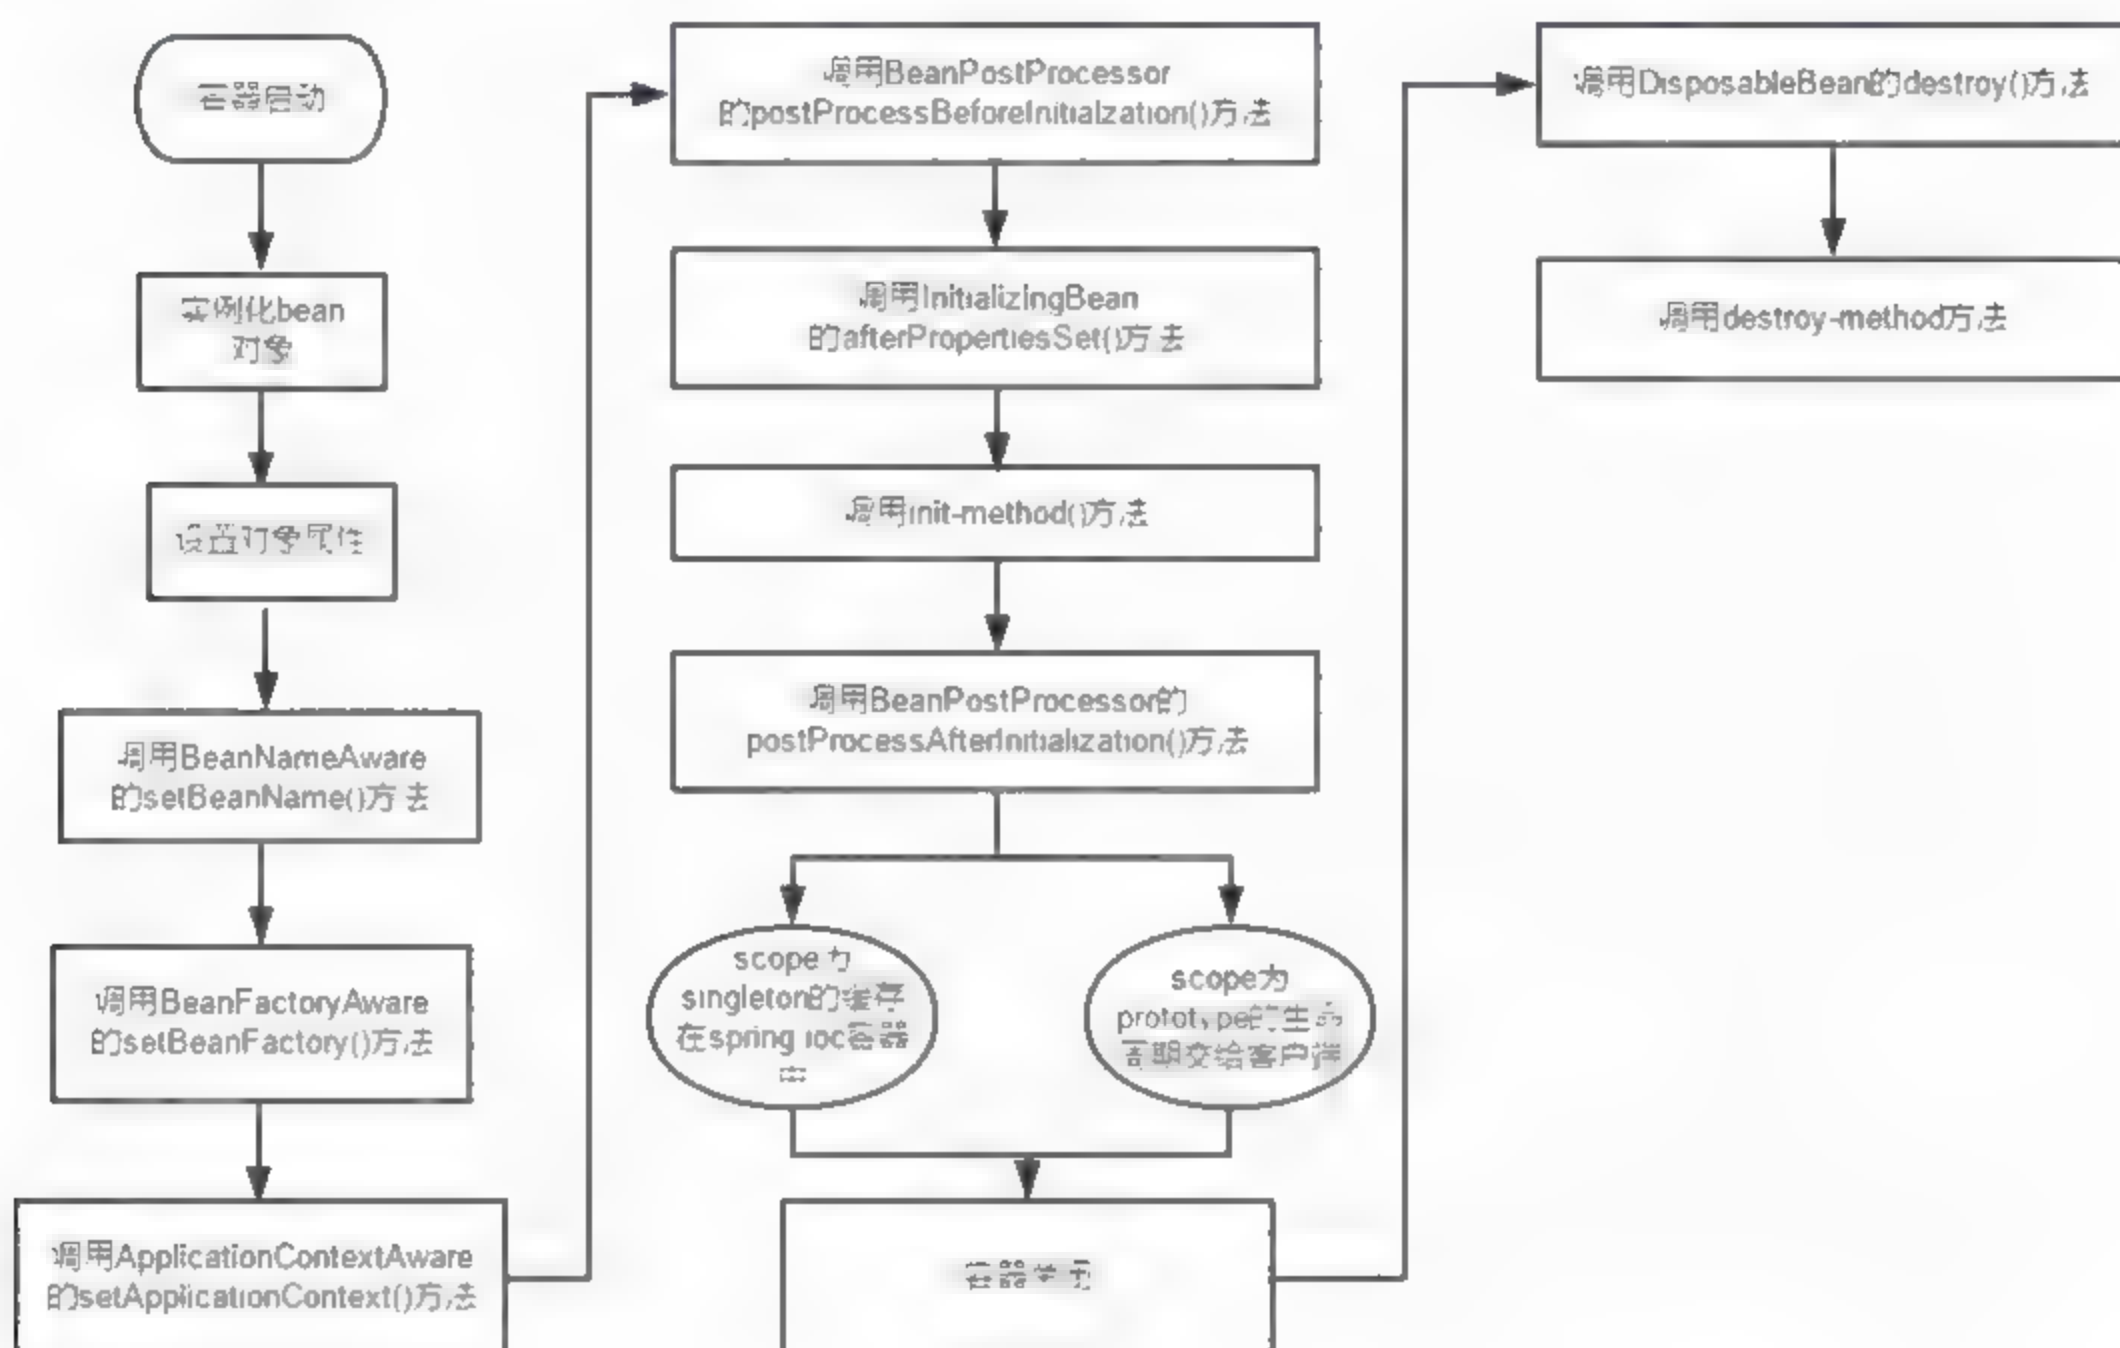 容器启动
实例化bean
对象
设置对象属性
调用BeanNameAware
的setBeanName()方法
调用BeanFactoryAware
的setBeanFactory()方法
调用ApplicationContextAware
的setApplicationContext()方法
调用BeanPostProcessor
的postProcessBeforeInitialzation()方法
调用InitializingBean
的afterPropertiesSet()方法
调用init-method()方法
调用BeanPostProcessor的
postProcessAfterInitialization()方法
scope为
singleton的缓存
在spring ioc容器
中
scope为
prototype的生命
周期交给客户端
容器关闭
调用DisposableBean的destroy()方法
调用destroy-method方法